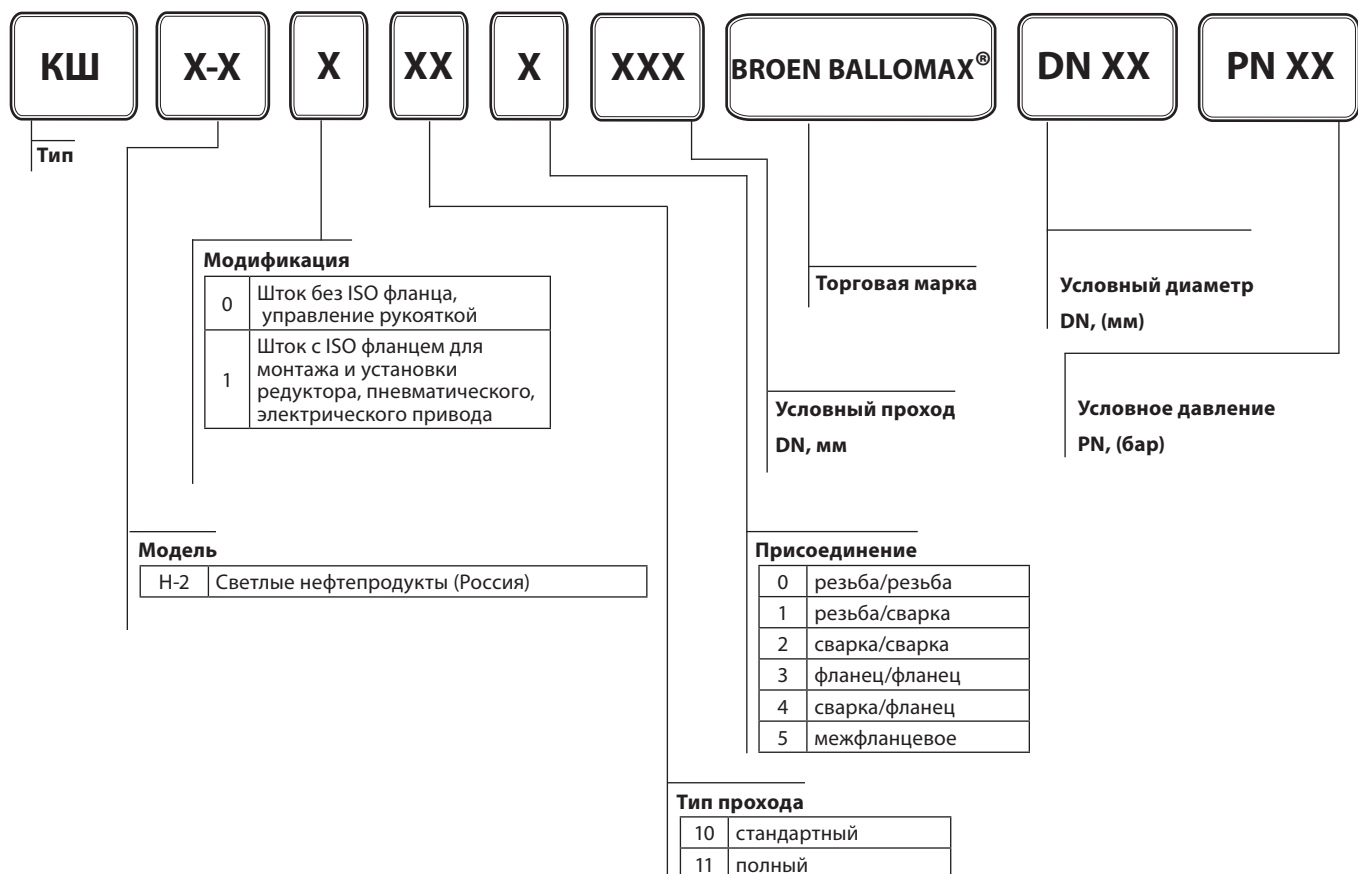 КШ X-X X XX X XXX BROEN BALLOMAX® DN XX PN XX
Тип
Модификация
0 Шток без ISO фланца,
управление рукояткой
1 Шток с ISO фланцем для
монтажа и установки
редуктора, пневматического,
электрического привода
Торговая марка
Условный диаметр
DN, (мм)
Условный проход
DN, мм
Условное давление
PN, (бар)
Модель
Н-2 Светлые нефтепродукты (Россия)
Присоединение
0 резьба/резьба
1 резьба/сварка
2 сварка/сварка
3 фланец/фланец
4 сварка/фланец
5 межфланцевое
Тип прохода
10 стандартный
11 полный